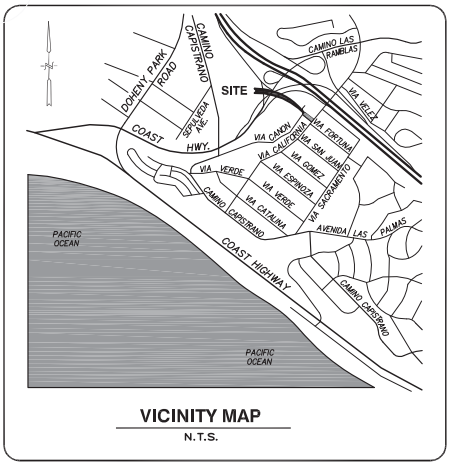 CAMINO LAS
RAMBLAS
CAMINO
CAPISTRANO
DOHENY PARK
ROAD
SITE
VIA VELEZ
SEPULVEDA
AVE.
COAST
HWY.
VIA CANON
VIA CALIFORNIA
VIA TORTUNA
VIA SAN JUAN
VIA GOMEZ
VIA VERDE
VIA ESPINOZA
VIA VERDE
VIA SACRAMENTO
CAMINO
CAPISTRANO
VIA CATALINA
AVENIDA LAS PALMAS
PACIFIC
OCEAN
COAST HIGHWAY
CAMINO CAPISTRANO
PACIFIC
OCEAN
VICINITY MAP
N.T.S.